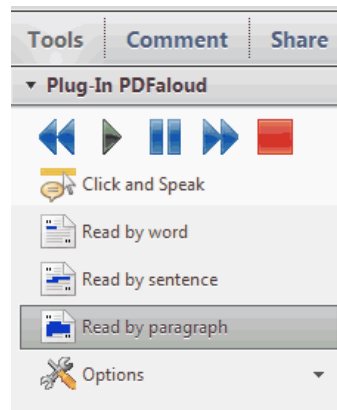 Tools Comment Share
Plug-In PDFaloud
Click and Speak
Read by word
Read by sentence
Read by paragraph
Options